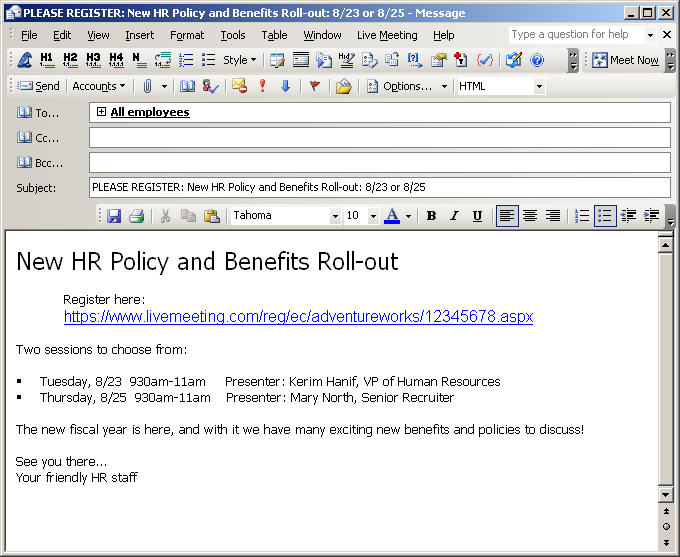 PLEASE REGISTER: New HR Policy and Benefits Roll-out: 8/23 or 8/25 - Message
File Edit View Insert Format Tools Table Window Live Meeting Help Type a question for help
H1 H2 H3 H4 N Style Meet Now
Send Accounts Options... HTML
To... All employees
Cc...
Bcc...
Subject: PLEASE REGISTER: New HR Policy and Benefits Roll-out: 8/23 or 8/25
Tahoma 10 A B I U
New HR Policy and Benefits Roll-out
Register here:
https://www.livemeeting.com/reg/ec/adventureworks/12345678.aspx
Two sessions to choose from:
▪ Tuesday, 8/23 930am-11am Presenter: Kerim Hanif, VP of Human Resources
▪ Thursday, 8/25 930am-11am Presenter: Mary North, Senior Recruiter
The new fiscal year is here, and with it we have many exciting new benefits and policies to discuss!
See you there...
Your friendly HR staff